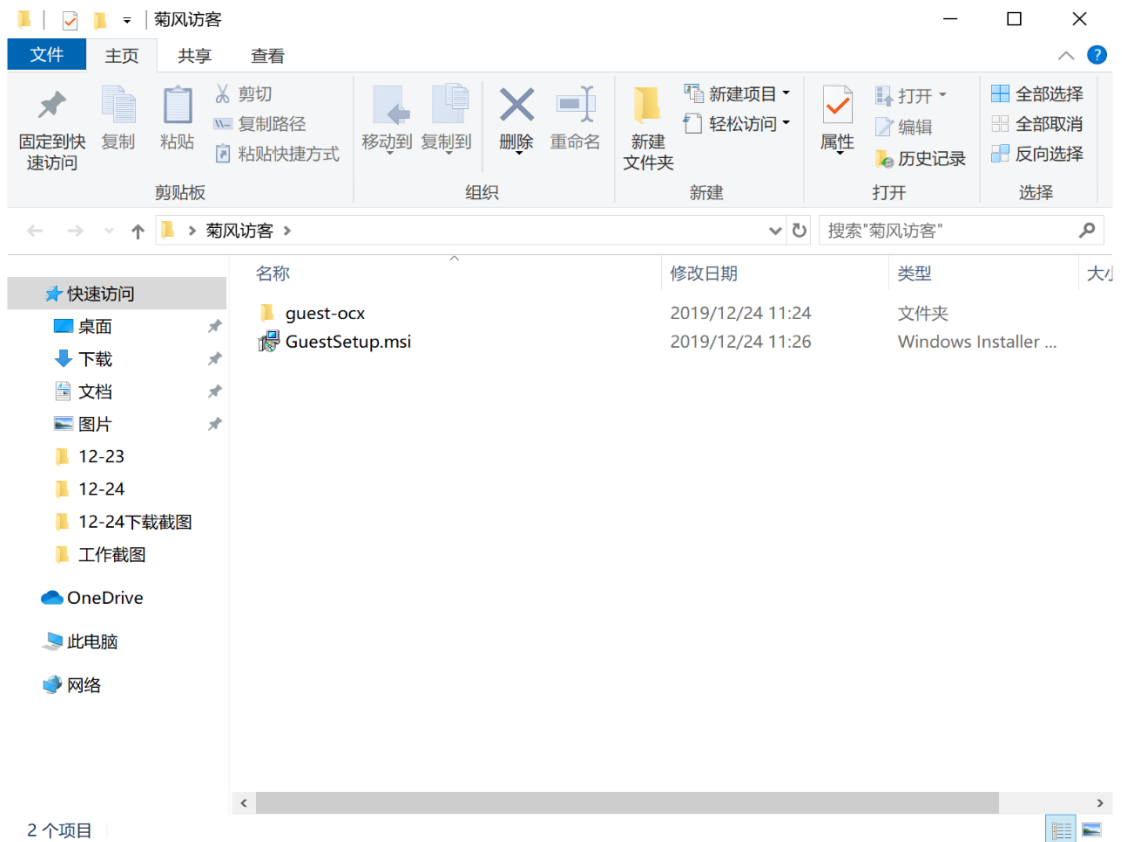 菊风访客
文件 主页 共享 查看
固定到快速访问
复制
粘贴
剪切
复制路径
粘贴快捷方式
移动到 复制到
删除 重命名
新建文件夹
新建项目
轻松访问
属性
打开
编辑
历史记录
全部选择
全部取消
反向选择
剪贴板 组织 新建 打开 选择
菊风访客
搜索"菊风访客"
名称 修改日期 类型 大小
快速访问
桌面
下载
文档
图片
12-23
12-24
12-24下载截图
工作截图
OneDrive
此电脑
网络
guest-ocx 2019/12/24 11:24 文件夹
GuestSetup.msi 2019/12/24 11:26 Windows Installer ...
2 个项目